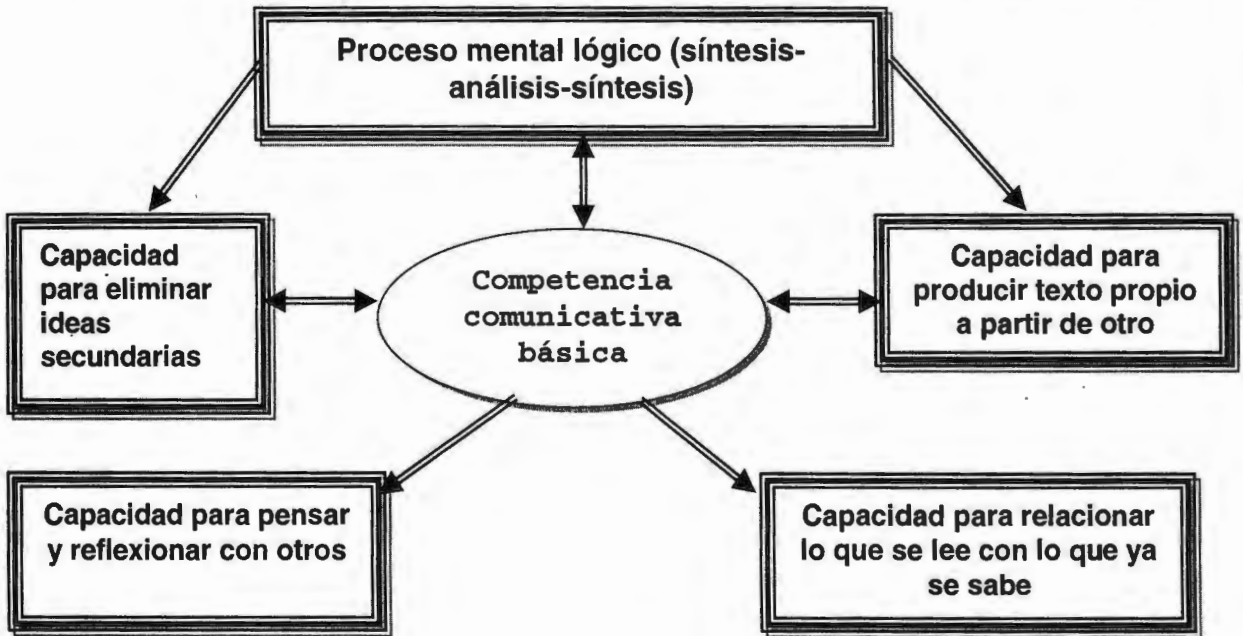 Proceso mental lógico (síntesis-
análisis-síntesis)
Capacidad
para eliminar
ideas
secundarias
Competencia
comunicativa
básica
Capacidad para
producir texto propio
a partir de otro
Capacidad para pensar
y reflexionar con otros
Capacidad para relacionar
lo que se lee con lo que ya
se sabe